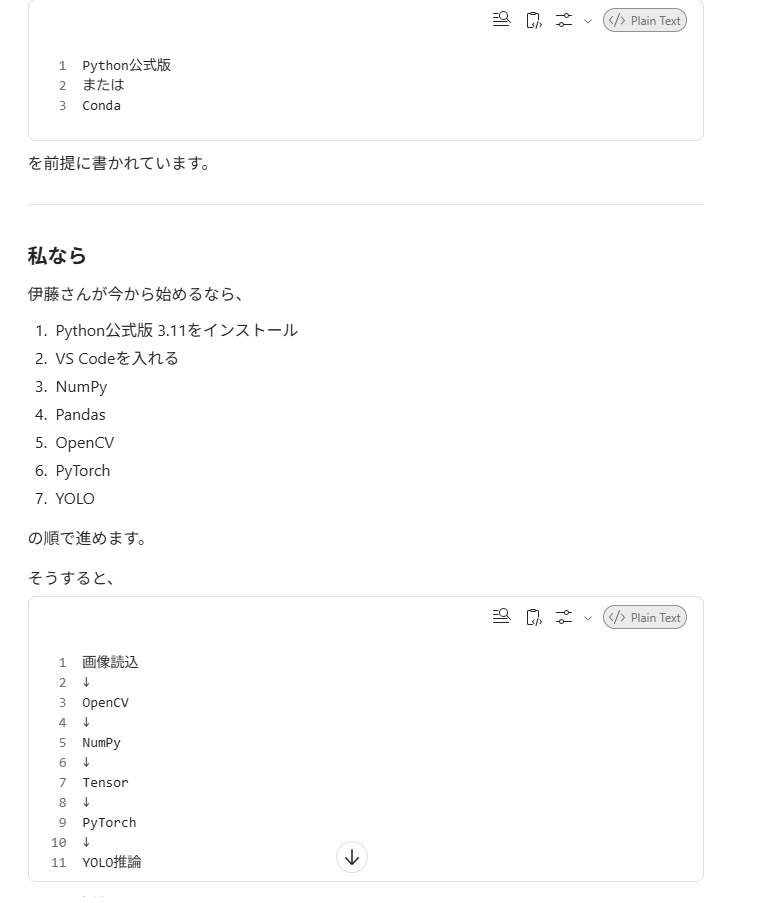 Plain Text
1 Python公式版
2 または
3 Conda
を前提に書かれています。
私なら
伊藤さんが今から始めるなら、
1. Python公式版 3.11をインストール
2. VS Codeを入れる
3. NumPy
4. Pandas
5. OpenCV
6. PyTorch
7. YOLO
の順で進めます。
そうすると、
Plain Text
1 画像読込
2 ↓
3 OpenCV
4 ↓
5 NumPy
6 ↓
7 Tensor
8 ↓
9 PyTorch
10 ↓
11 YOLO推論